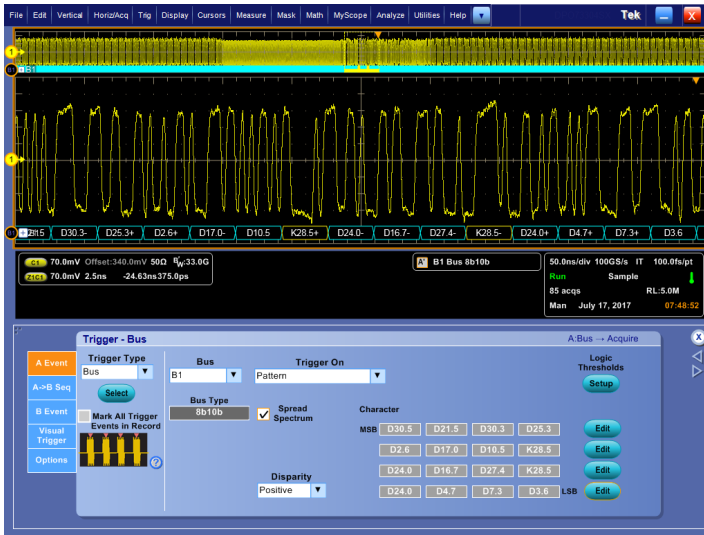 File Edit Vertical Horiz/Acq Trig Display Cursors Measure Mask Math MyScope Analyze Utilities Help Tek X
1
B1 + B1
1
B1 D30.3- D25.3+ D2.6+ D17.0- D10.5 K28.5+ D24.0- D16.7- D27.4- K28.5- D24.0+ D4.7+ D7.3+ D3.6
C1 70.0mV Offset:340.0mV 50Ω BW:33.0G
Z1C1 70.0mV 2.5ns -24.63ns375.0ps
A' B1 Bus 8b10b
50.0ns/div 100GS/s IT 100.0fs/pt
Run Sample
85 acqs RL:5.0M
Man July 17, 2017 07:48:52
Trigger - Bus A:Bus → Acquire X
A Event
A->B Seq
B Event
Visual
Trigger
Options
Trigger Type
Bus
Select
Mark All Trigger
Events in Record
?
Bus
B1
Bus Type
8b10b
Trigger On
Pattern
Spread
Spectrum
Disparity
Positive
Logic
Thresholds
Setup
Character
MSB D30.5 D21.5 D30.3 D25.3 Edit
D2.6 D17.0 D10.5 K28.5 Edit
D24.0 D16.7 D27.4 K28.5 Edit
D24.0 D4.7 D7.3 D3.6 LSB Edit